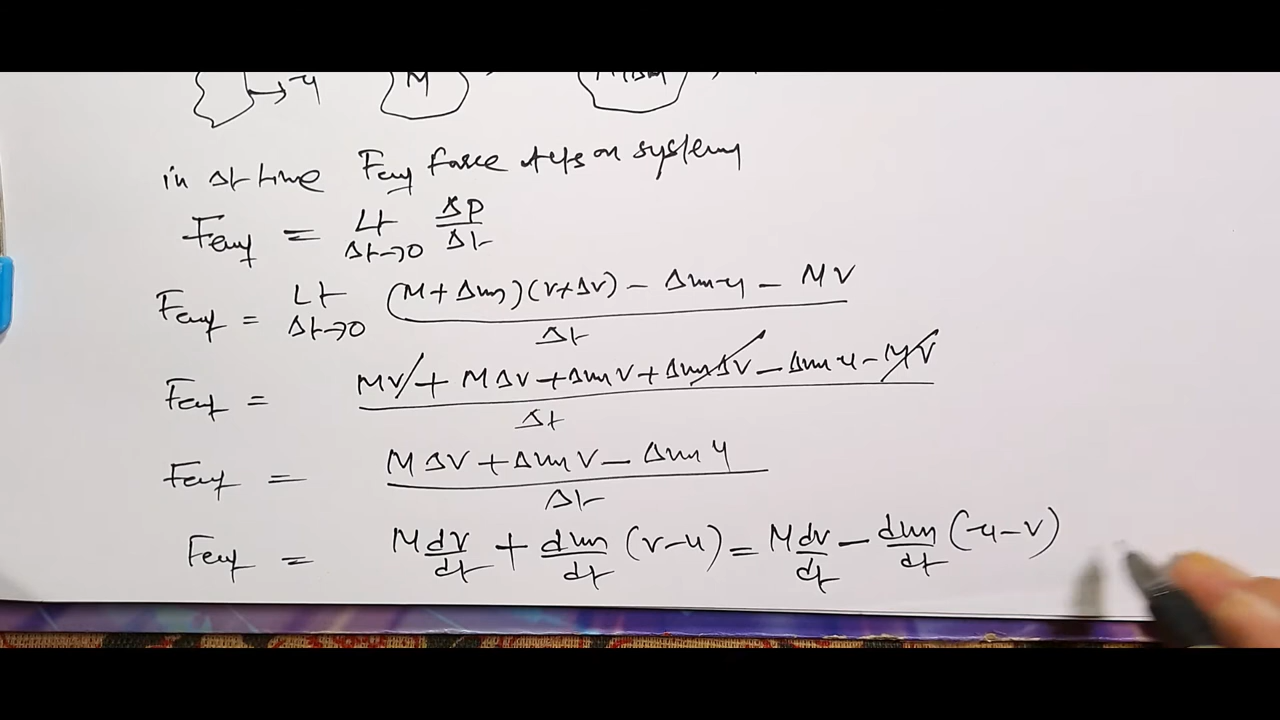 → u M
in Δt time Fext force acts on system
Fext = Lt Δt→0 ΔP/Δt
Fext = Lt Δt→0 (M+Δm)(v+Δv) - Δm u - MV / Δt
Fext = MV + MΔV + ΔmV + ΔmΔV - Δm u - MV / Δt
Fext = MΔV + ΔmV - Δm u / Δt
Fext = M dv/dt + dm/dt (v-u) = M dv/dt - dm/dt (u-v)